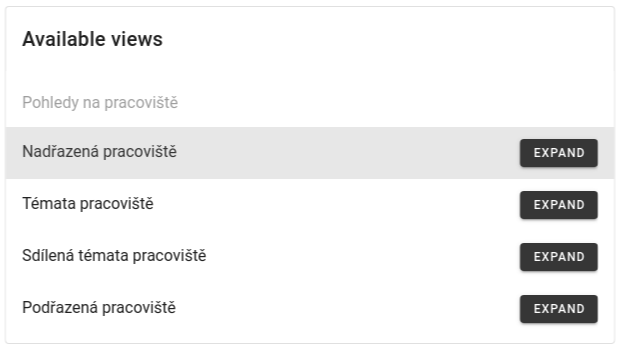 Available views
Pohledy na pracoviště
Nadřazená pracoviště EXPAND
Témata pracoviště EXPAND
Sdílená témata pracoviště EXPAND
Podřazená pracoviště EXPAND